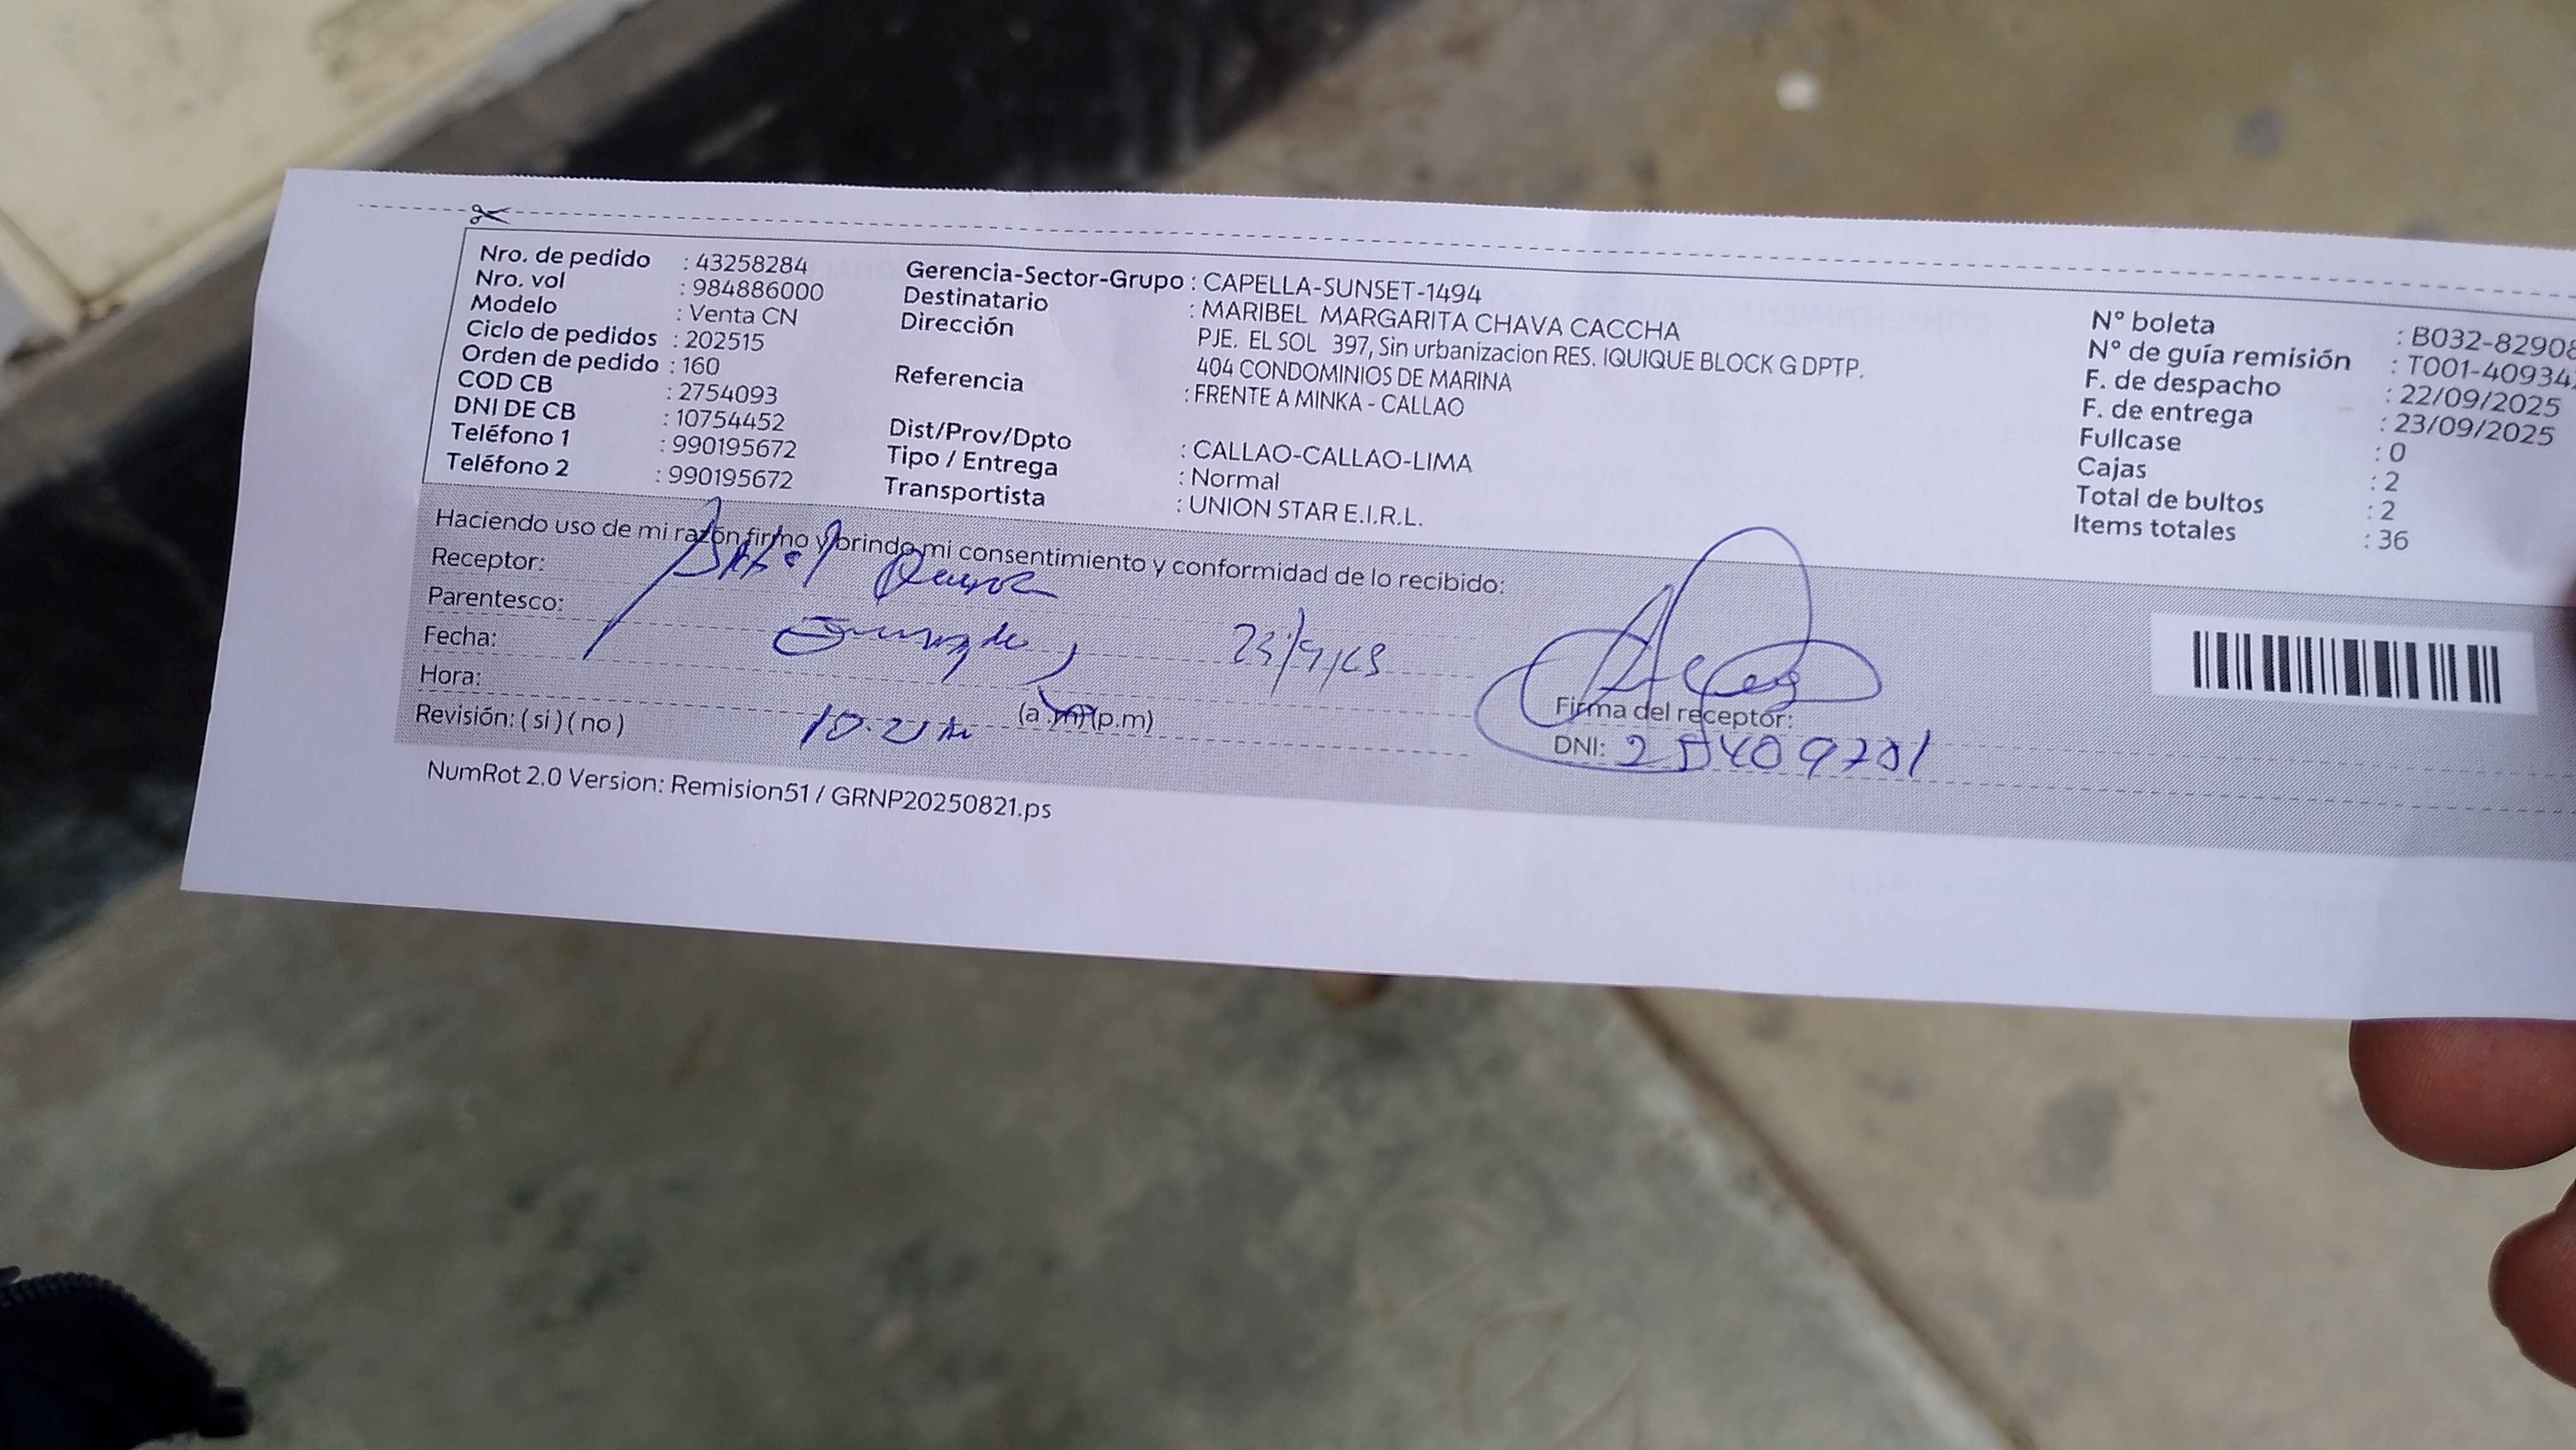 Nro. de pedido : 43258284
Nro. vol : 984886000
Modelo : Venta CN
Ciclo de pedidos : 202515
Orden de pedido : 160
COD CB : 2754093
DNI DE CB : 10754452
Teléfono 1 : 990195672
Teléfono 2 : 990195672
Gerencia-Sector-Grupo : CAPELLA-SUNSET-1494
Destinatario : MARIBEL MARGARITA CHAVA CACCHA
Dirección PJE. EL SOL 397, Sin urbanizacion RES. IQUIQUE BLOCK G DPTP.
404 CONDOMINIOS DE MARINA
Referencia : FRENTE A MINKA - CALLAO
Dist/Prov/Dpto : CALLAO-CALLAO-LIMA
Tipo / Entrega : Normal
Transportista : UNION STAR E.I.R.L.
N° boleta : B032-82908
N° de guía remisión : T001-40934
F. de despacho : 22/09/2025
F. de entrega : 23/09/2025
Fullcase : 0
Cajas : 2
Total de bultos : 2
Items totales : 36
Haciendo uso de mi razón firmo y brindo mi consentimiento y conformidad de lo recibido:
Receptor:
Parentesco:
Fecha:
Hora: (a.m)(p.m)
Revisión: ( si ) ( no )
Firma del receptor:
DNI: 25409701
NumRot 2.0 Version: Remision51 / GRNP20250821.ps